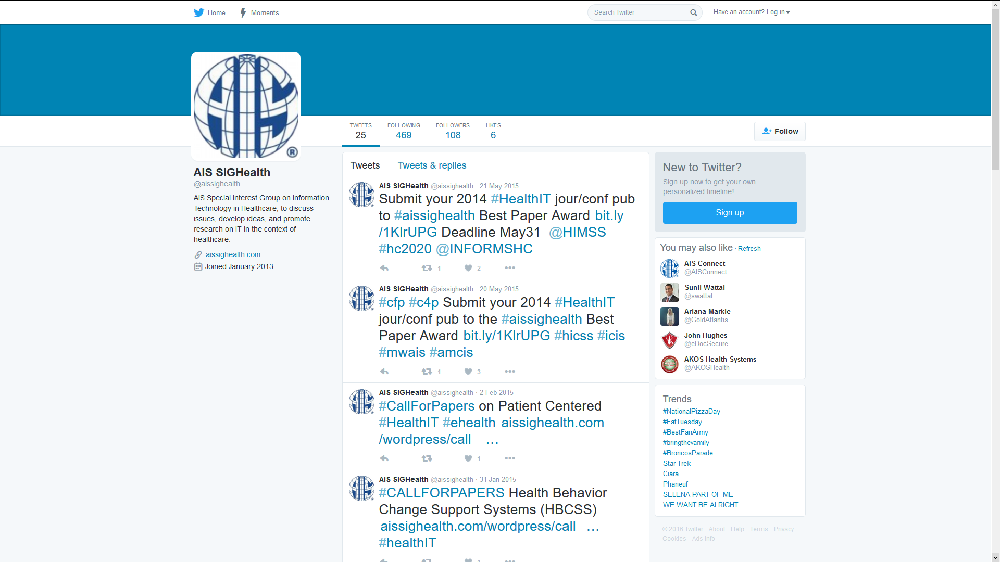 Home
Moments
Search Twitter
Have an account? Log in
AIS
®
TWEETS
25
FOLLOWING
469
FOLLOWERS
108
LIKES
6
Follow
AIS SIGHealth
@aissighealth
AIS Special Interest Group on Information
Technology in Healthcare, to discuss
issues, develop ideas, and promote
research on IT in the context of
healthcare.
aissighealth.com
Joined January 2013
Tweets
Tweets & replies
AIS SIGHealth @aissighealth · 21 May 2015
Submit your 2014 #HealthIT jour/conf pub
to #aissighealth Best Paper Award bit.ly
/1KlrUPG Deadline May31 @HIMSS
#hc2020 @INFORMSHC
1
2
•••
AIS SIGHealth @aissighealth · 20 May 2015
#cfp #c4p Submit your 2014 #HealthIT
jour/conf pub to the #aissighealth Best
Paper Award bit.ly/1KlrUPG #hicss #icis
#mwais #amcis
1
3
•••
AIS SIGHealth @aissighealth · 2 Feb 2015
#CallForPapers on Patient Centered
#HealthIT #ehealth aissighealth.com
/wordpress/call …
1
•••
AIS SIGHealth @aissighealth · 31 Jan 2015
#CALLFORPAPERS Health Behavior
Change Support Systems (HBCSS)
aissighealth.com/wordpress/call …
#healthIT
New to Twitter?
Sign up now to get your own
personalized timeline!
Sign up
You may also like · Refresh
AIS Connect
@AISConnect
Sunil Wattal
@swattal
Ariana Markle
@GoldAtlantis
John Hughes
@eDocSecure
AKOS Health Systems
@AKOSHealth
Trends
#NationalPizzaDay
#FatTuesday
#BestFanArmy
#bringthevamily
#BroncosParade
Star Trek
Ciara
Phaneuf
SELENA PART OF ME
WE WANT BE ALRIGHT
© 2016 Twitter About Help Terms Privacy
Cookies Ads info